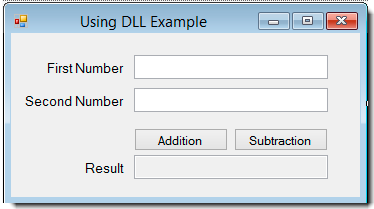 Using DLL Example
First Number
Second Number
Addition Subtraction
Result